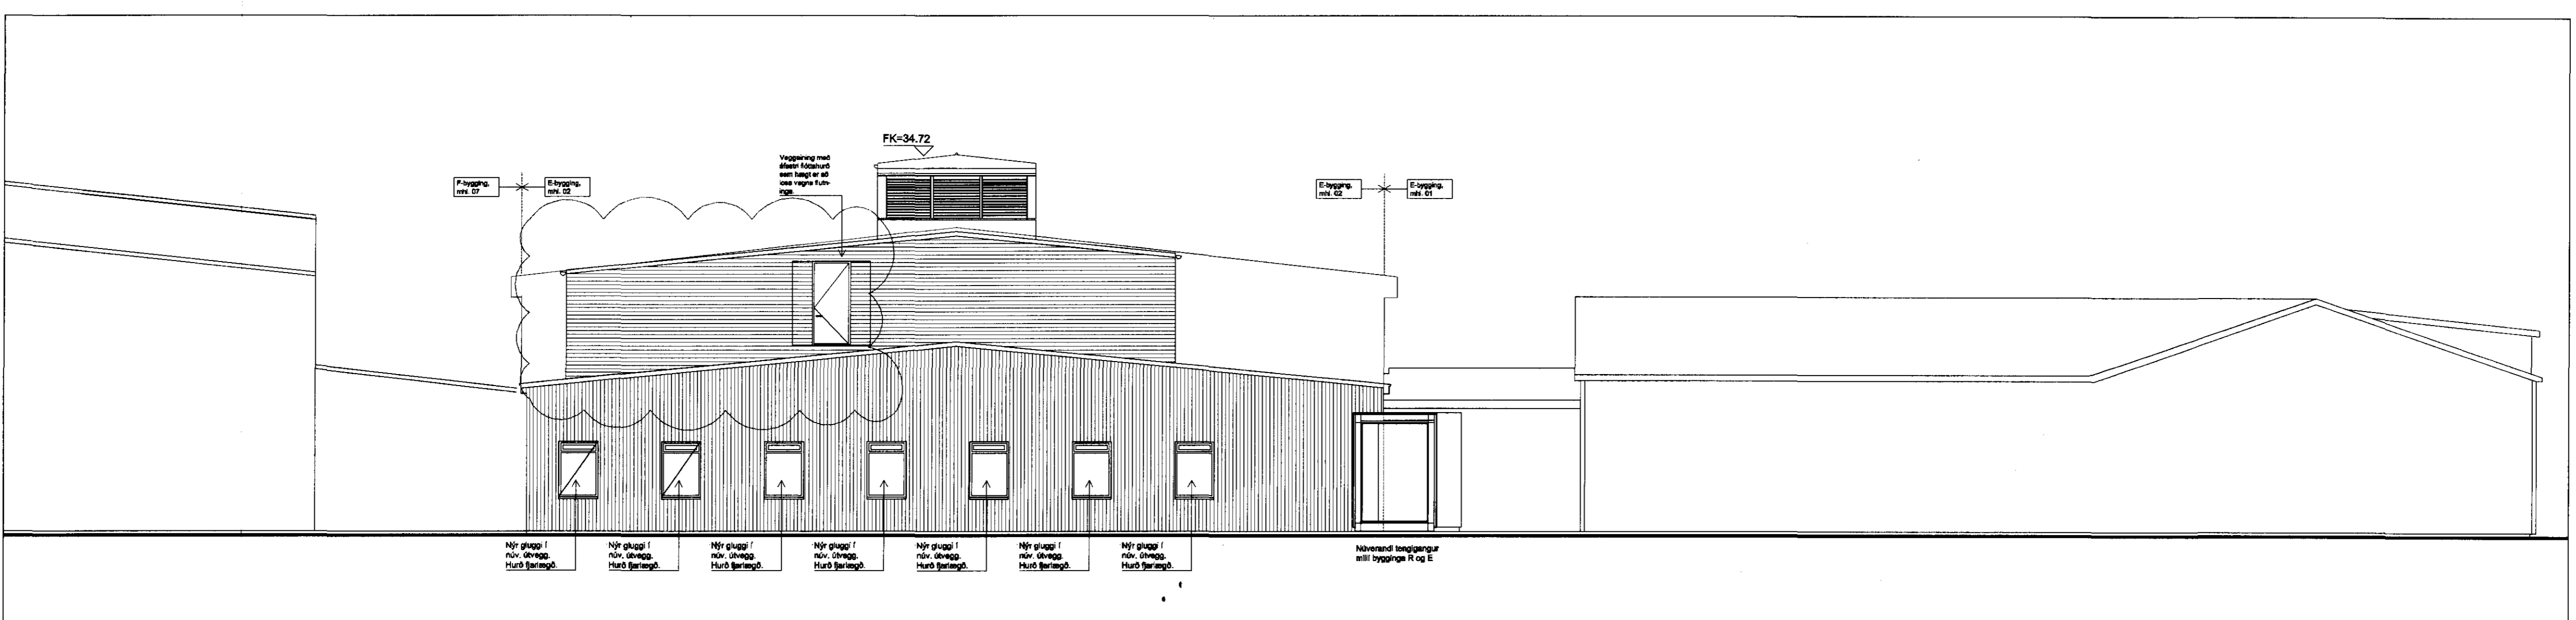 FK=34.72
Veggeining með
áfastri flóttahurð
sem hægt er að
losa vegna flutn-
inga.
F-bygging,
mhl. 07
E-bygging,
mhl. 02
E-bygging,
mhl. 02
E-bygging,
mhl. 01
Nýr gluggi í
núv. útvegg.
Hurð fjarlægð.
Nýr gluggi í
núv. útvegg.
Hurð fjarlægð.
Nýr gluggi í
núv. útvegg.
Hurð fjarlægð.
Nýr gluggi í
núv. útvegg.
Hurð fjarlægð.
Nýr gluggi í
núv. útvegg.
Hurð fjarlægð.
Nýr gluggi í
núv. útvegg.
Hurð fjarlægð.
Nýr gluggi í
núv. útvegg.
Hurð fjarlægð.
Núverandi tengigangur
milli bygginga R og E